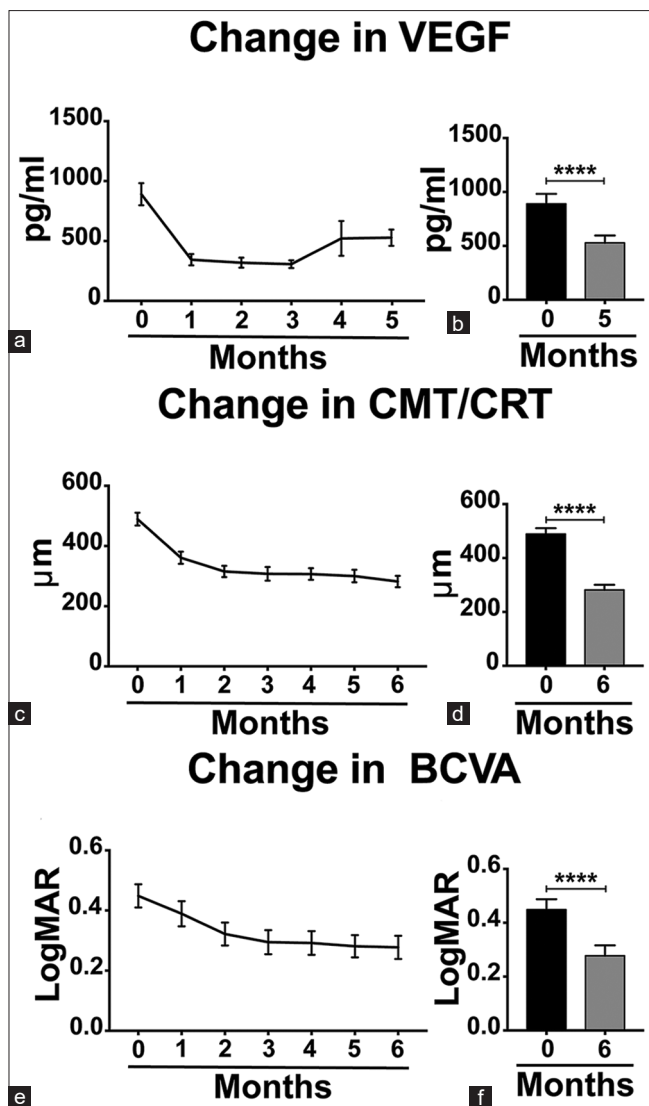 Change in VEGF
pg/ml
1500
1000
500
0
0 1 2 3 4 5
Months
a
pg/ml
1500
1000
500
0
****
0 5
Months
b
Change in CMT/CRT
µm
600
400
200
0
0 1 2 3 4 5 6
Months
c
µm
600
400
200
0
****
0 6
Months
d
Change in BCVA
LogMAR
0.6
0.4
0.2
0.0
0 1 2 3 4 5 6
Months
e
LogMAR
0.6
0.4
0.2
0.0
****
0 6
Months
f